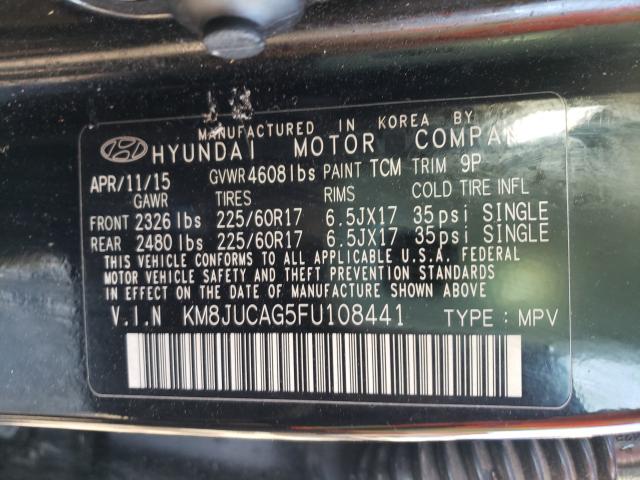 MANUFACTURED IN KOREA BY
HYUNDAI MOTOR COMPAN
APR/11/15 GVWR 4608 lbs PAINT TCM TRIM 9P
GAWR TIRES RIMS COLD TIRE INFL
FRONT 2326 lbs 225/60R17 6.5JX17 35psi SINGLE
REAR 2480 lbs 225/60R17 6.5JX17 35psi SINGLE
THIS VEHICLE CONFORMS TO ALL APPLICABLE U.S.A. FEDERAL
MOTOR VEHICLE SAFETY AND THEFT PREVENTION STANDARDS
IN EFFECT ON THE DATE OF MANUFACTURE SHOWN ABOVE
V.I.N KM8JUCAG5FU108441 TYPE : MPV